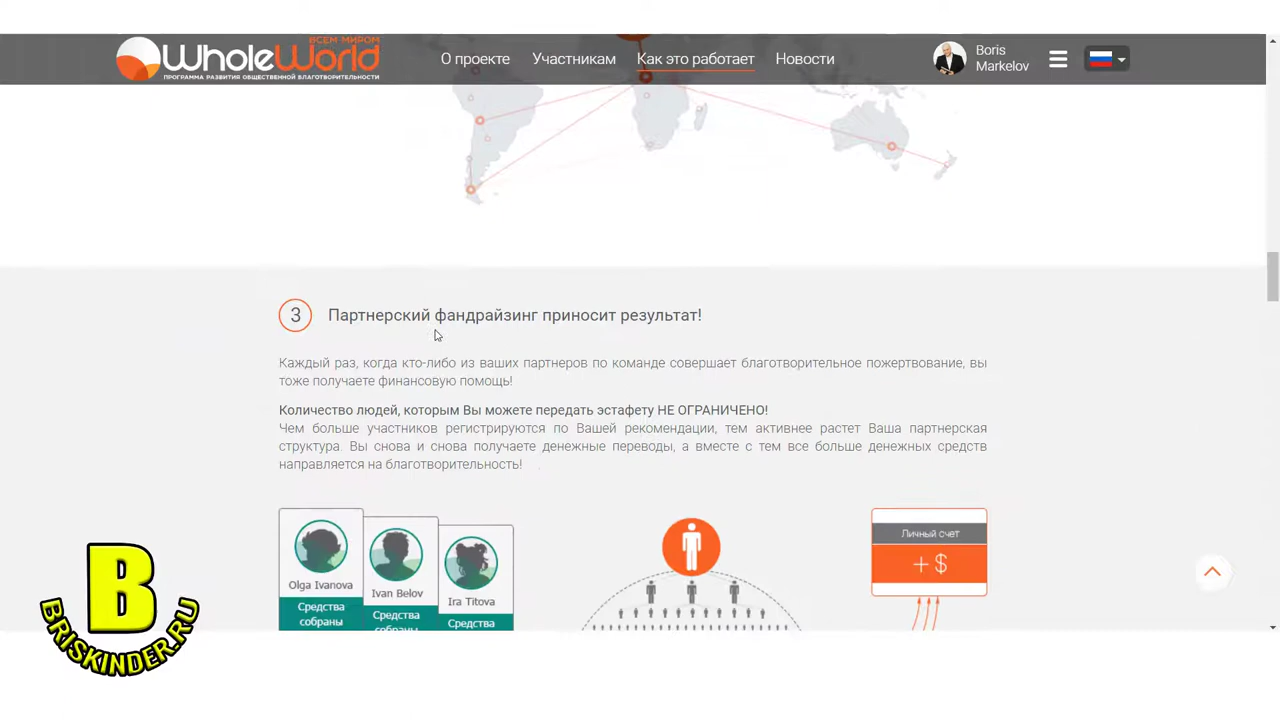 ВСЕМ МИРОМ
WholeWorld
ПРОГРАММА РАЗВИТИЯ ОБЩЕСТВЕННОЙ БЛАГОТВОРИТЕЛЬНОСТИ
О проекте
Участникам
Как это работает
Новости
Boris
Markelov
3
Партнерский фандрайзинг приносит результат!
Каждый раз, когда кто-либо из ваших партнеров по команде совершает благотворительное пожертвование, вы
тоже получаете финансовую помощь!
Количество людей, которым Вы можете передать эстафету НЕ ОГРАНИЧЕНО!
Чем больше участников регистрируются по Вашей рекомендации, тем активнее растет Ваша партнерская
структура. Вы снова и снова получаете денежные переводы, а вместе с тем все больше денежных средств
направляется на благотворительность!
Olga Ivanova
Средства
собраны
Ivan Belov
Средства
собраны
Ira Titova
Средства
Личный счет
+ $
B
BRISKINDER.RU